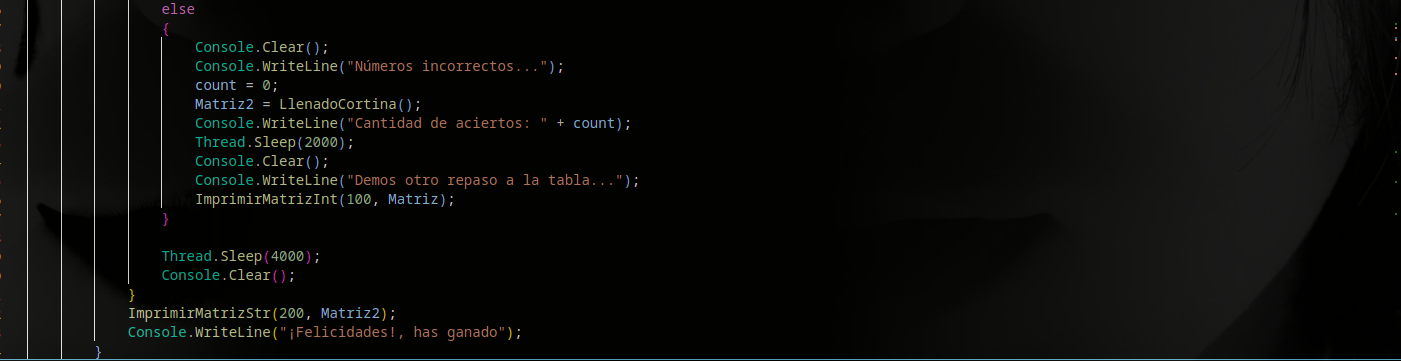 else
{
Console.Clear();
Console.WriteLine("Números incorrectos...");
count = 0;
Matriz2 = LlenadoCortina();
Console.WriteLine("Cantidad de aciertos: " + count);
Thread.Sleep(2000);
Console.Clear();
Console.WriteLine("Demos otro repaso a la tabla...");
ImprimirMatrizInt(100, Matriz);
}
Thread.Sleep(4000);
Console.Clear();
}
ImprimirMatrizStr(200, Matriz2);
Console.WriteLine("¡Felicidades!, has ganado");
}